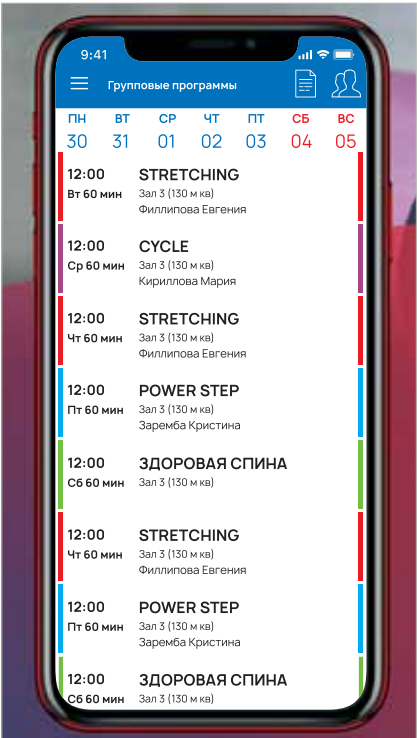 9:41
Групповые программы
ПН ВТ СР ЧТ ПТ СБ ВС
30 31 01 02 03 04 05
12:00 STRETCHING
Вт 60 мин Зал 3 (130 м кв)
Филлипова Евгения
12:00 CYCLE
Ср 60 мин Зал 3 (130 м кв)
Кириллова Мария
12:00 STRETCHING
Чт 60 мин Зал 3 (130 м кв)
Филлипова Евгения
12:00 POWER STEP
Пт 60 мин Зал 3 (130 м кв)
Заремба Кристина
12:00 ЗДОРОВАЯ СПИНА
Сб 60 мин Зал 3 (130 м кв)
12:00 STRETCHING
Чт 60 мин Зал 3 (130 м кв)
Филлипова Евгения
12:00 POWER STEP
Пт 60 мин Зал 3 (130 м кв)
Заремба Кристина
12:00 ЗДОРОВАЯ СПИНА
Сб 60 мин Зал 3 (130 м кв)